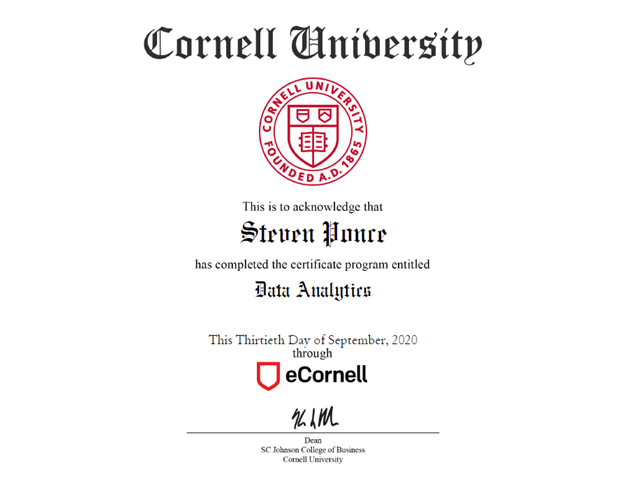 Cornell University
CORNELL UNIVERSITY
FOUNDED A.D. 1865
This is to acknowledge that
Steven Ponce
has completed the certificate program entitled
Data Analytics
This Thirtieth Day of September, 2020
through
eCornell
Dean
SC Johnson College of Business
Cornell University